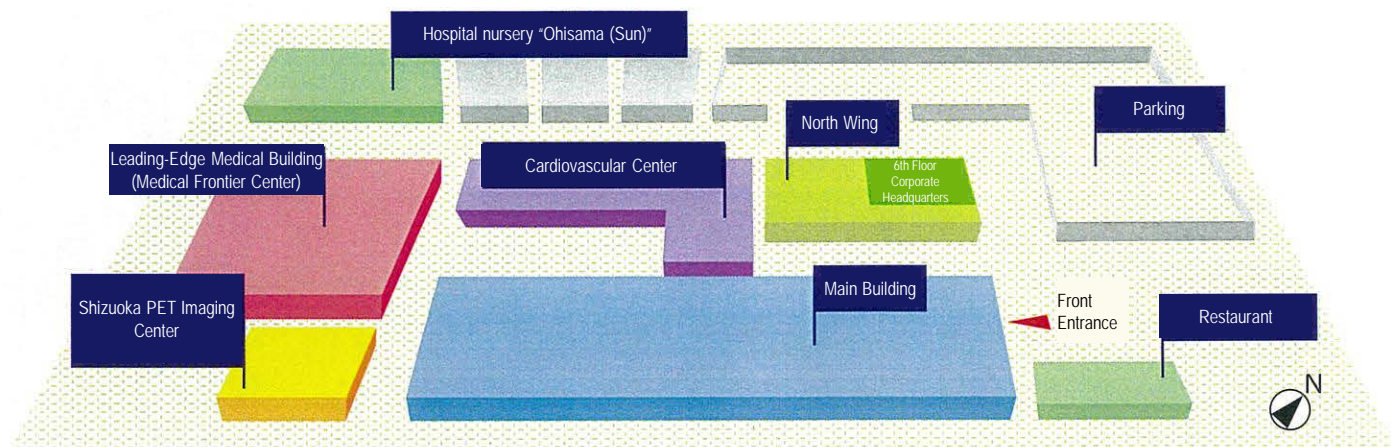 Hospital nursery “Ohisama (Sun)”
North Wing
Parking
Leading-Edge Medical Building
(Medical Frontier Center)
Cardiovascular Center
6th Floor
Corporate
Headquarters
Shizuoka PET Imaging
Center
Main Building
Front
Entrance
Restaurant
N